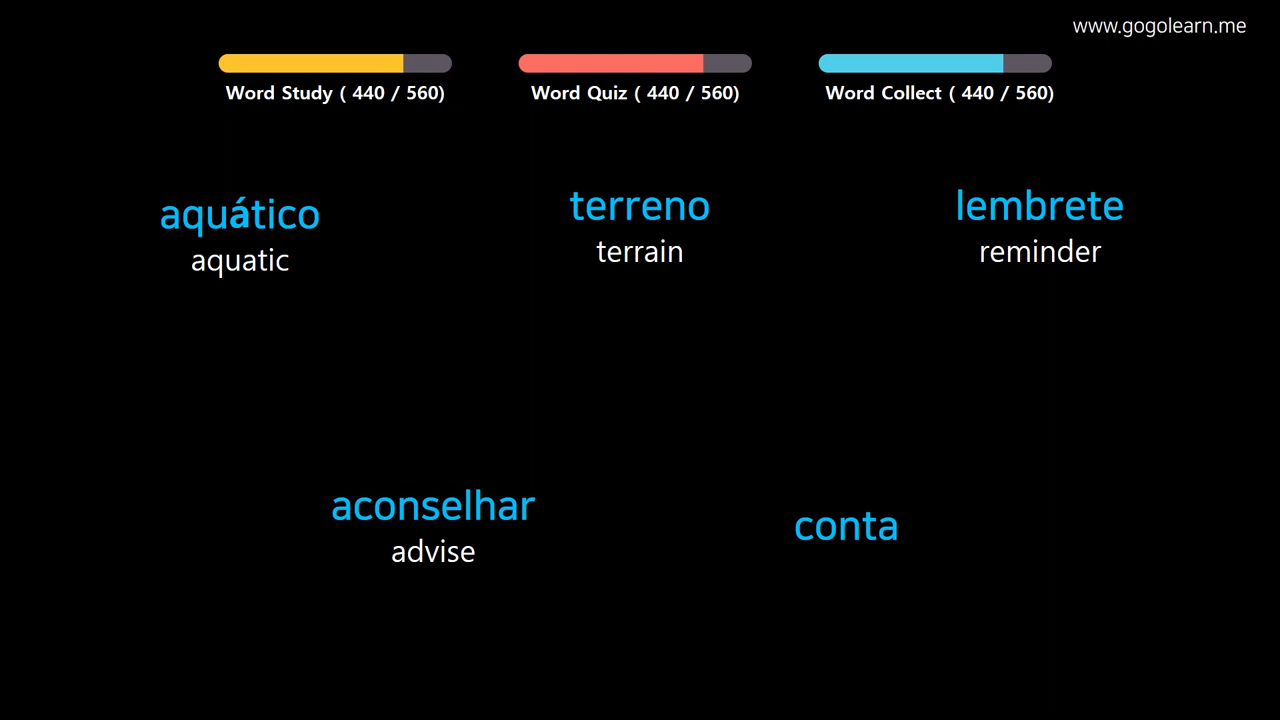 www.gogolearn.me
Word Study ( 440 / 560)
Word Quiz ( 440 / 560)
Word Collect ( 440 / 560)
aquático
aquatic
terreno
terrain
lembrete
reminder
aconselhar
advise
conta